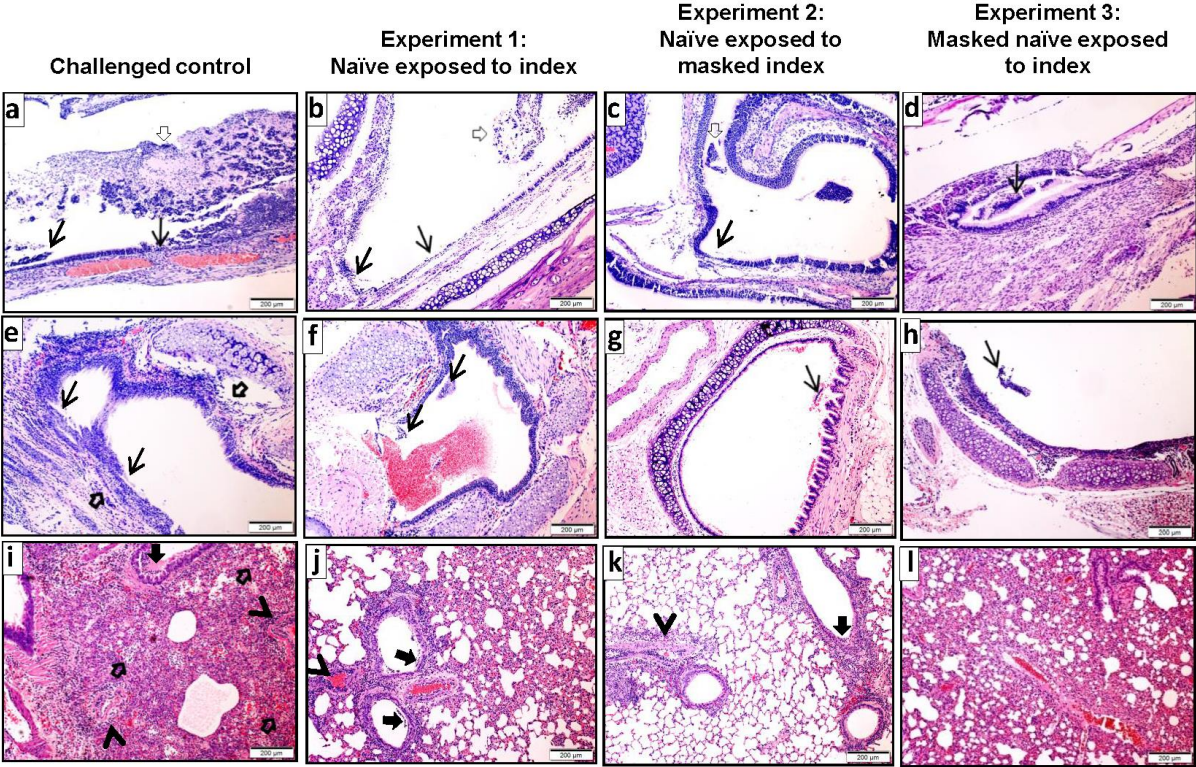 Challenged control
Experiment 1:
Naïve exposed to index
Experiment 2:
Naïve exposed to
masked index
Experiment 3:
Masked naïve exposed
to index
a
200 µm
b
200 µm
c
200 µm
d
200 µm
e
200 µm
f
200 µm
g
200 µm
h
200 µm
i
200 µm
j
200 µm
k
200 µm
l
200 µm